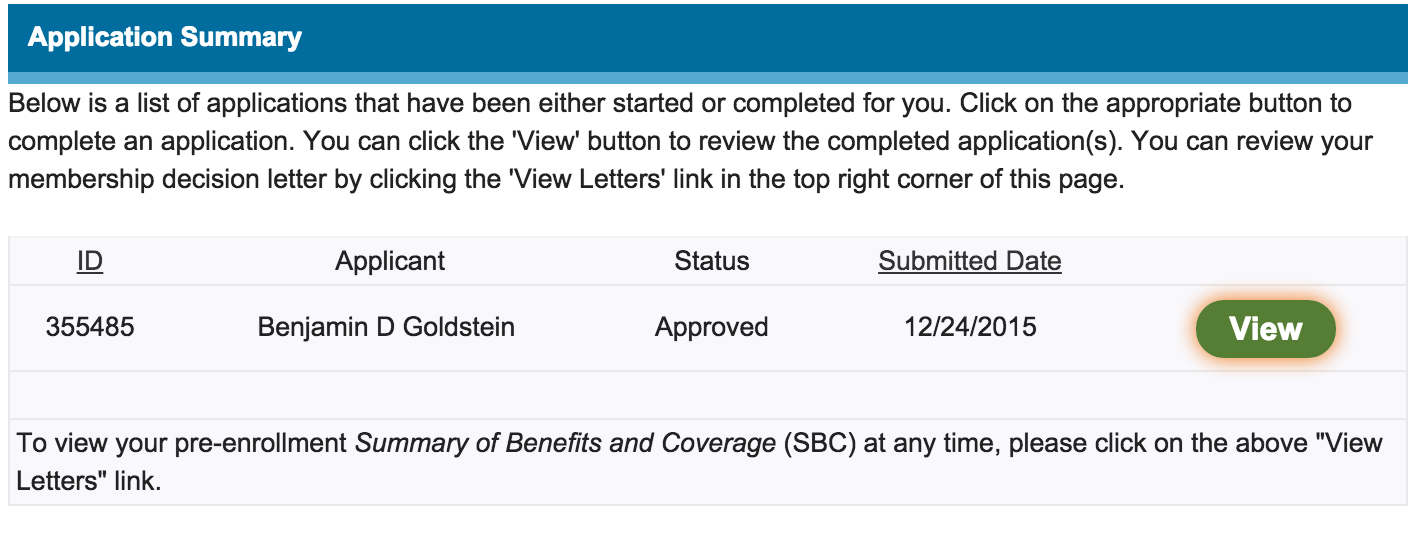 Application Summary
Below is a list of applications that have been either started or completed for you. Click on the appropriate button to
complete an application. You can click the 'View' button to review the completed application(s). You can review your
membership decision letter by clicking the 'View Letters' link in the top right corner of this page.
ID Applicant Status Submitted Date
355485 Benjamin D Goldstein Approved 12/24/2015 View
To view your pre-enrollment Summary of Benefits and Coverage (SBC) at any time, please click on the above "View
Letters" link.